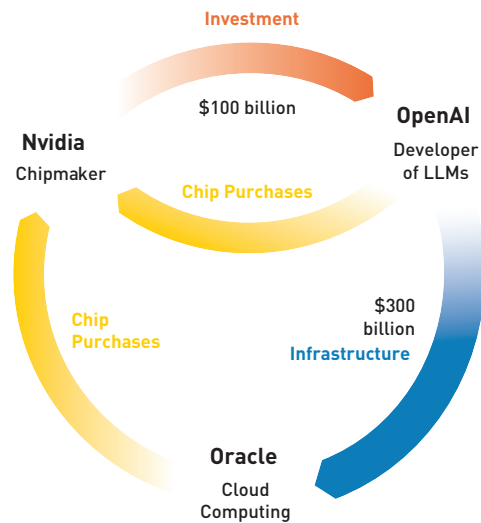 Investment
$100 billion
OpenAI
Developer
of LLMs
Nvidia
Chipmaker
Chip Purchases
$300
billion
Infrastructure
Chip
Purchases
Oracle
Cloud
Computing